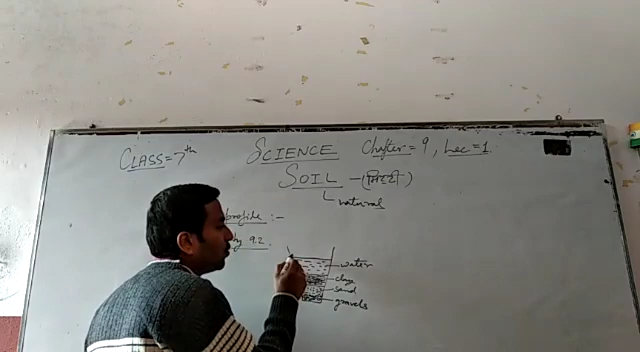 CLASS = 7th
SCIENCE Chapter = 9, Lec = 1.
SOIL - (मिट्टी)
natural
profile :-
9.2.
water
clay
sand
gravels